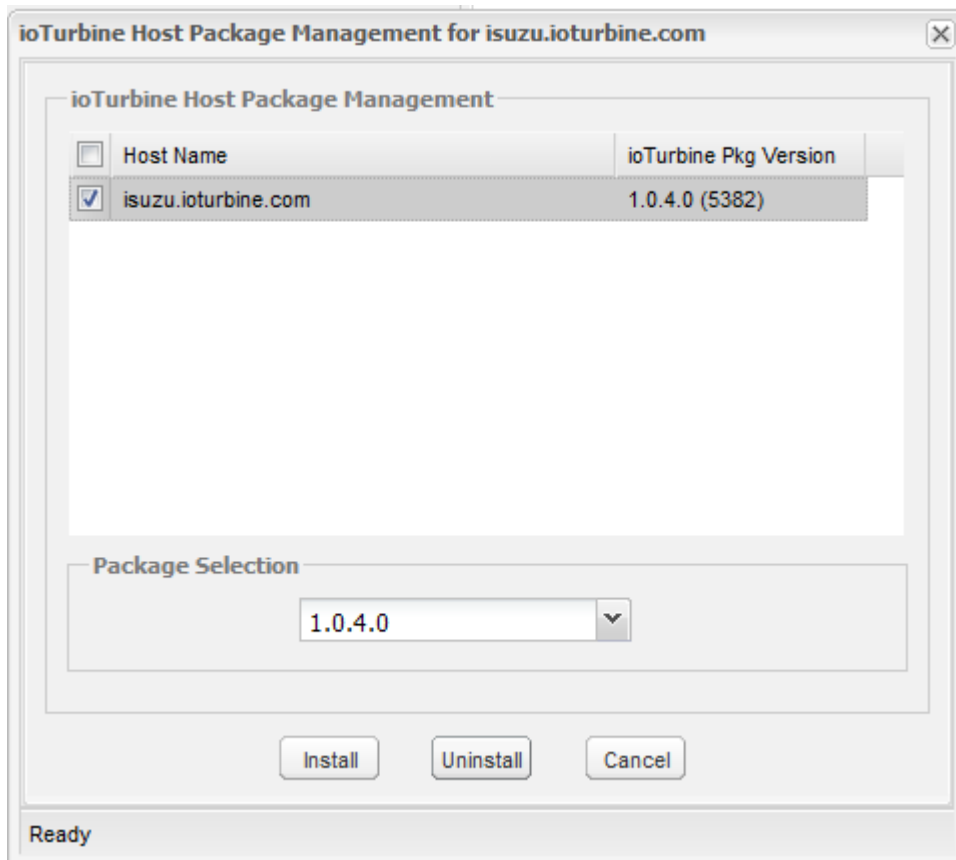 ioTurbine Host Package Management for isuzu.ioturbine.com
ioTurbine Host Package Management
Host Name ioTurbine Pkg Version
isuzu.ioturbine.com 1.0.4.0 (5382)
Package Selection
1.0.4.0
Install Uninstall Cancel
Ready